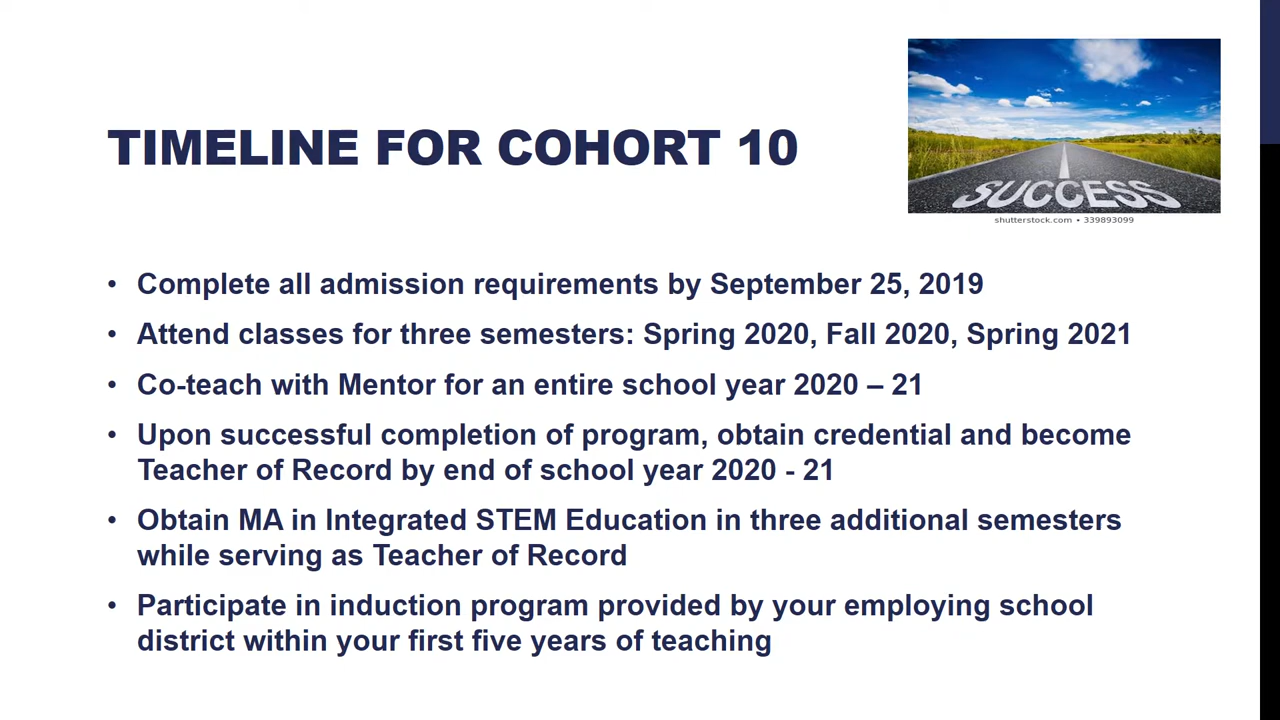 TIMELINE FOR COHORT 10
SUCCESS
shutterstock.com • 339893099
• Complete all admission requirements by September 25, 2019
• Attend classes for three semesters: Spring 2020, Fall 2020, Spring 2021
• Co-teach with Mentor for an entire school year 2020 – 21
• Upon successful completion of program, obtain credential and become
Teacher of Record by end of school year 2020 - 21
• Obtain MA in Integrated STEM Education in three additional semesters
while serving as Teacher of Record
• Participate in induction program provided by your employing school
district within your first five years of teaching